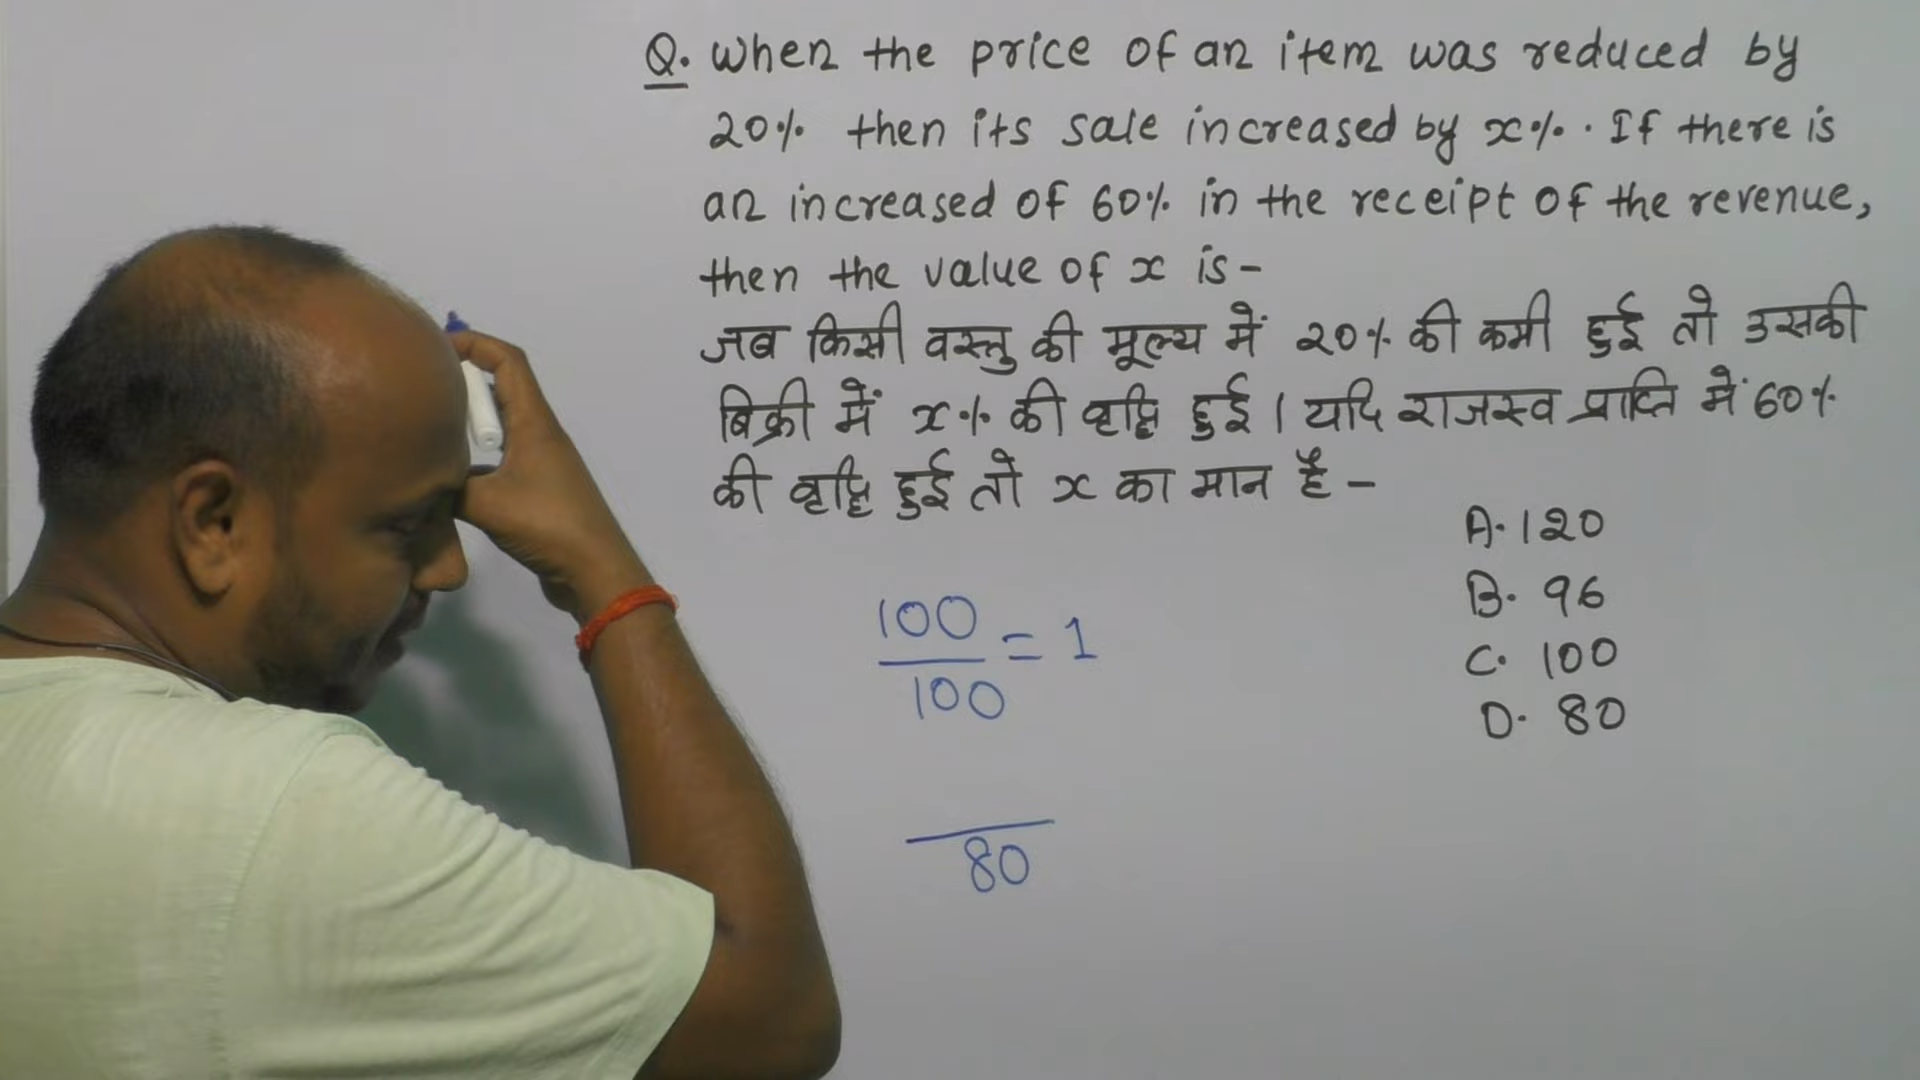 Q. When the price of an item was reduced by
20% then its sale increased by x%. If there is
an increased of 60% in the receipt of the revenue,
then the value of x is -
जब किसी वस्तु की मूल्य में 20% की कमी हुई तो उसकी
बिक्री में x% की वृद्धि हुई । यदि राजस्व प्राप्ति में 60%
की वृद्धि हुई तो x का मान है -
A. 120
B. 96
C. 100
D. 80
100
100
= 1
80